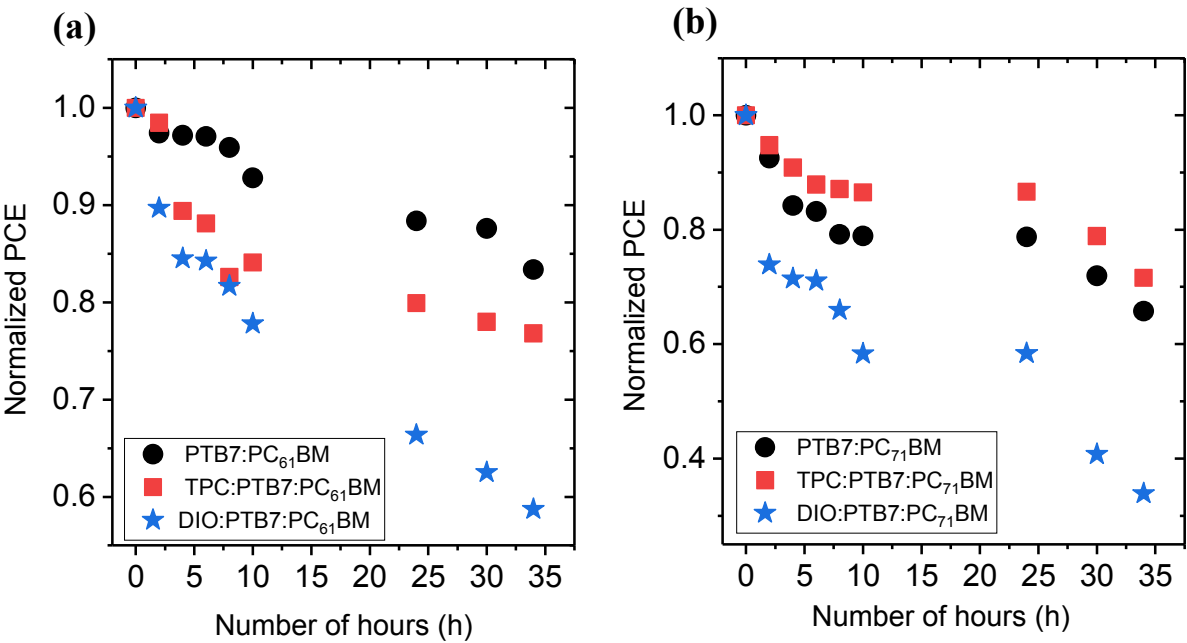 (a)
Normalized PCE
1.0
0.9
0.8
0.7
0.6
PTB7:PC₆₁BM
TPC:PTB7:PC₆₁BM
DIO:PTB7:PC₆₁BM
0 5 10 15 20 25 30 35
Number of hours (h)
(b)
Normalized PCE
1.0
0.8
0.6
0.4
PTB7:PC₇₁BM
TPC:PTB7:PC₇₁BM
DIO:PTB7:PC₇₁BM
0 5 10 15 20 25 30 35
Number of hours (h)